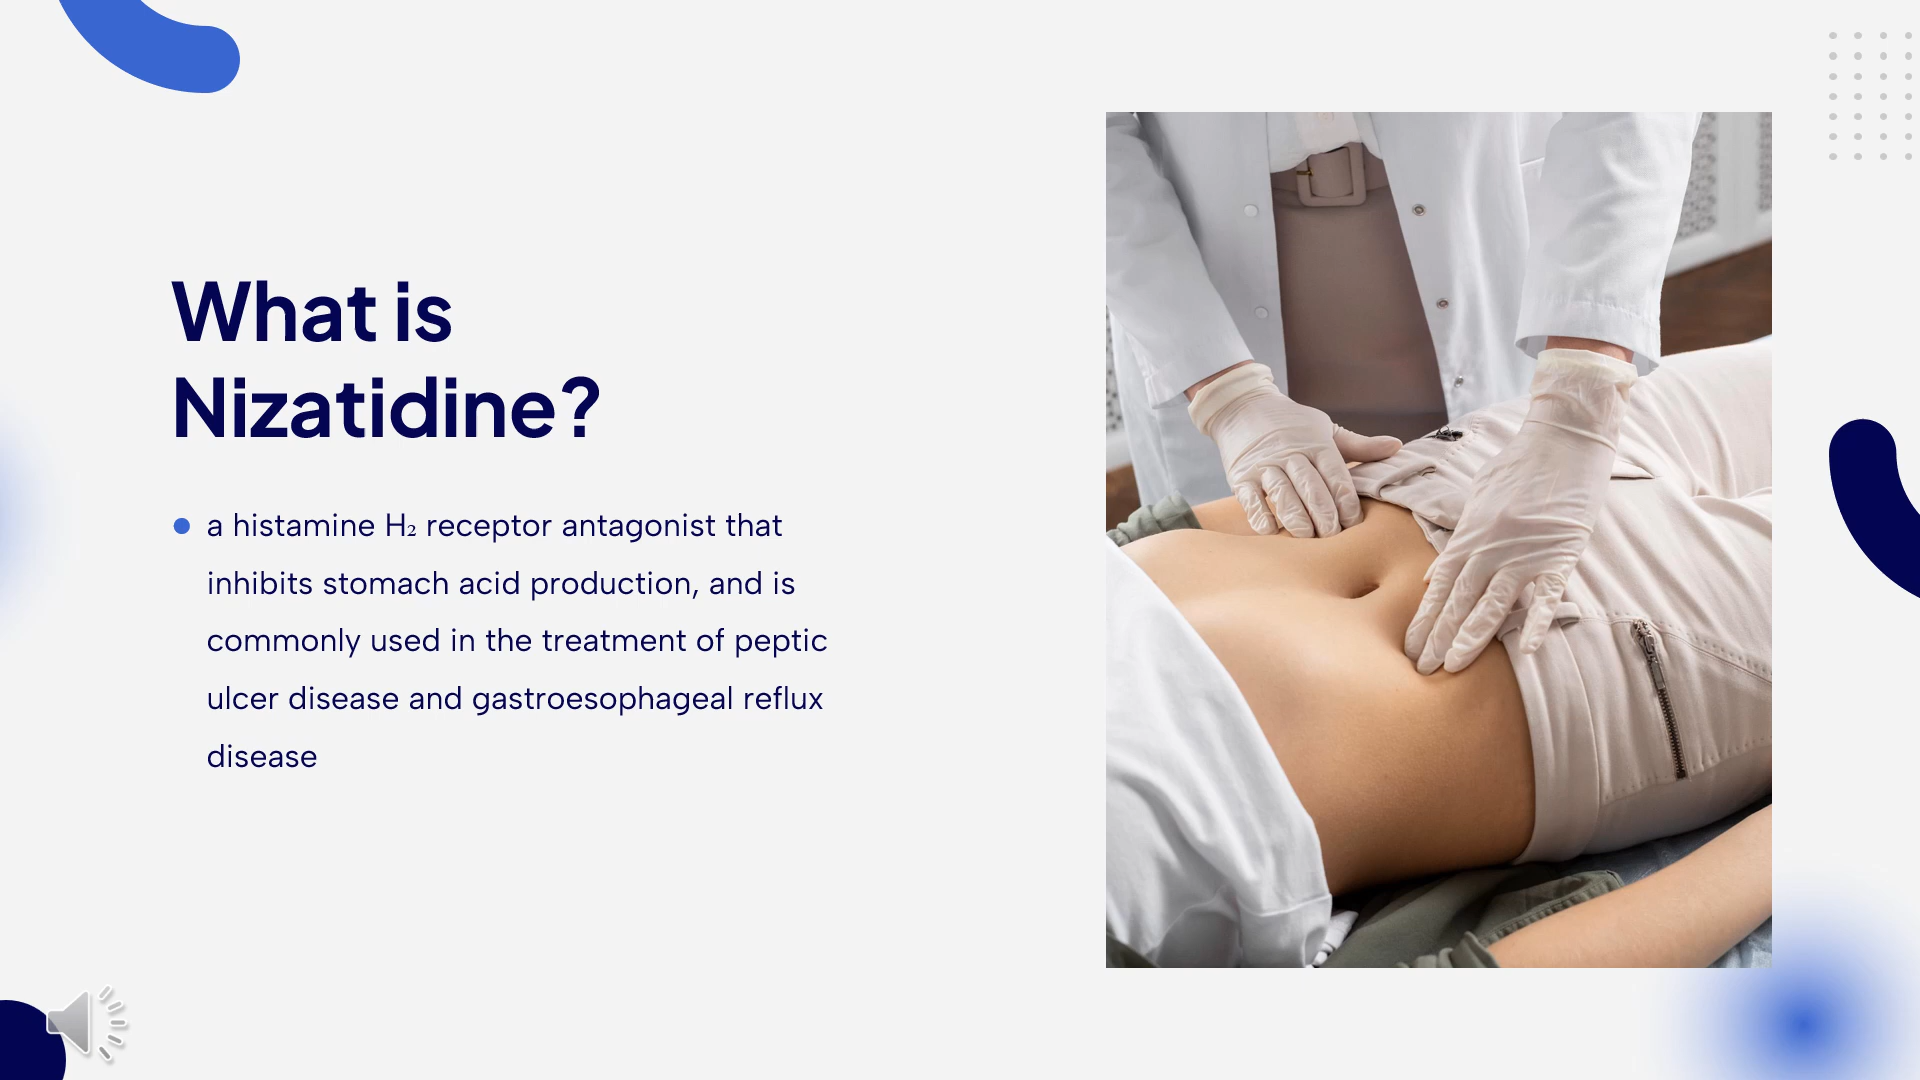 What is
Nizatidine?
a histamine H₂ receptor antagonist that
inhibits stomach acid production, and is
commonly used in the treatment of peptic
ulcer disease and gastroesophageal reflux
disease